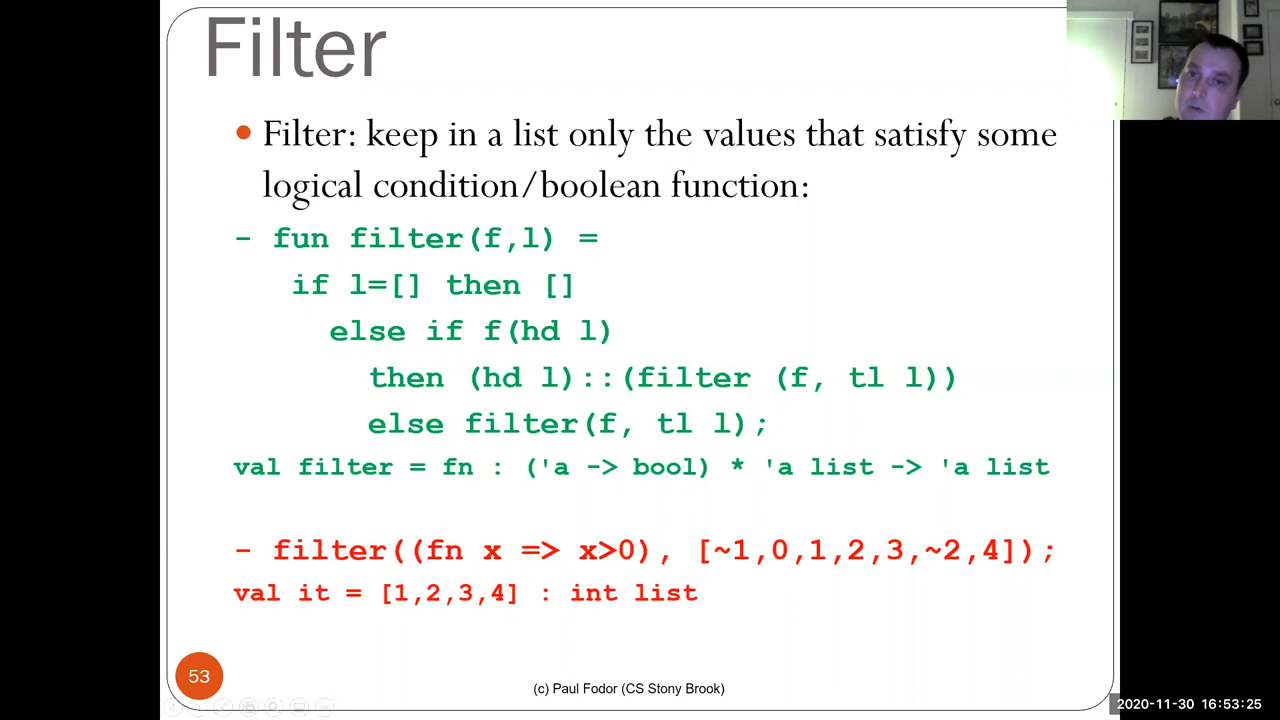 Filter
• Filter: keep in a list only the values that satisfy some
logical condition/boolean function:
- fun filter(f,l) =
if l=[] then []
else if f(hd l)
then (hd l)::(filter (f, tl l))
else filter(f, tl l);
val filter = fn : ('a -> bool) * 'a list -> 'a list
- filter((fn x => x>0), [~1,0,1,2,3,~2,4]);
val it = [1,2,3,4] : int list
53
(c) Paul Fodor (CS Stony Brook)
2020-11-30 16:53:25